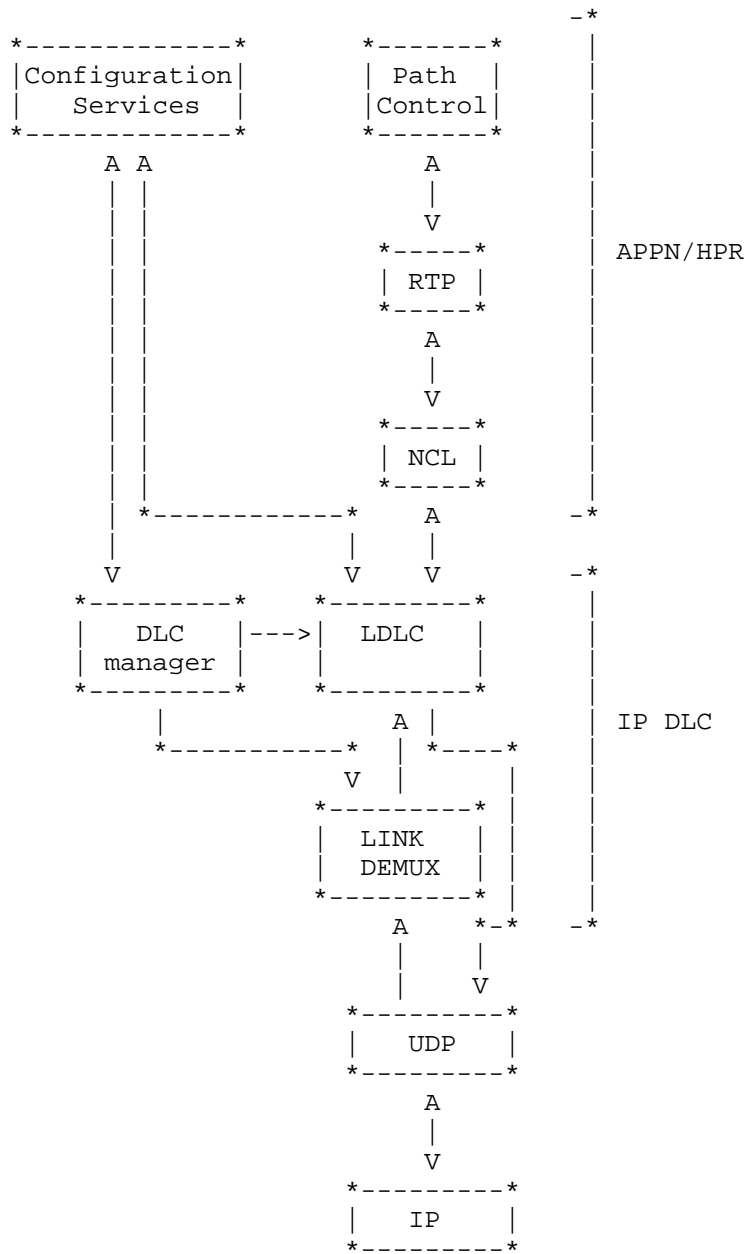 Configuration
Services
Path
Control
APPN/HPR
RTP
NCL
DLC
manager
LDLC
IP DLC
LINK
DEMUX
UDP
IP